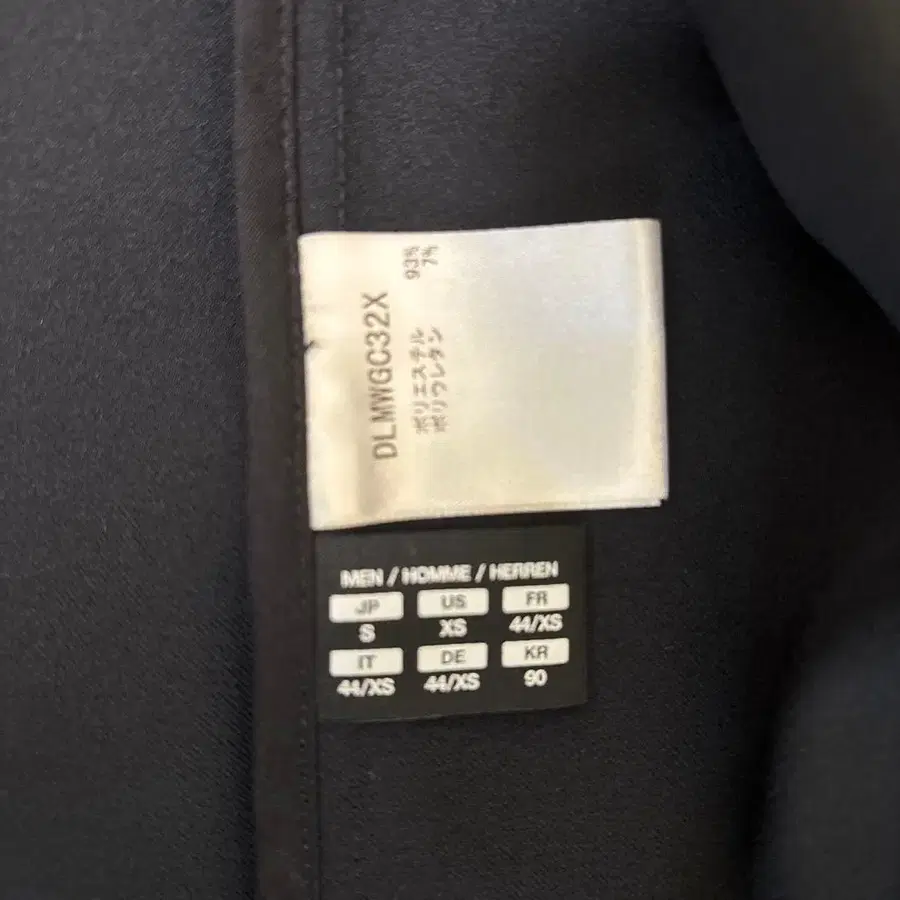 DLMWGC32X
ポリエステル 93%
ポリウレタン 7%
MEN / HOMME / HERREN
JP US FR
S XS 44/XS
IT DE KR
44/XS 44/XS 90